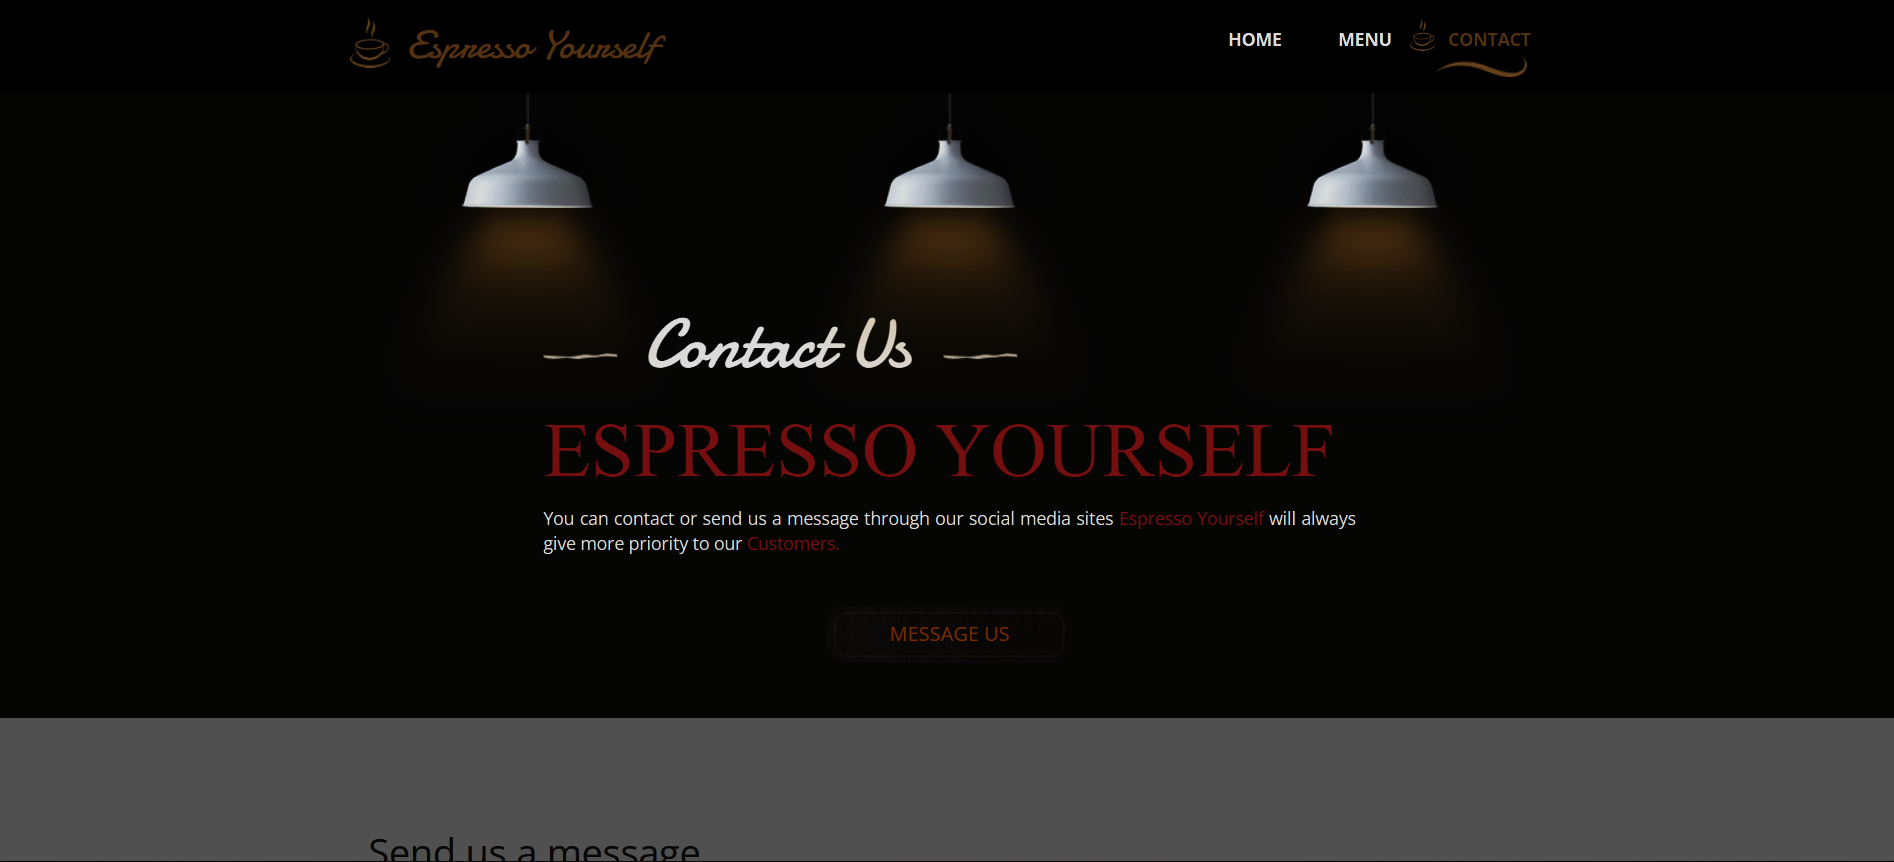 Espresso Yourself
HOME MENU CONTACT
Contact Us
ESPRESSO YOURSELF
You can contact or send us a message through our social media sites Espresso Yourself will always
give more priority to our Customers.
MESSAGE US
Send us a message